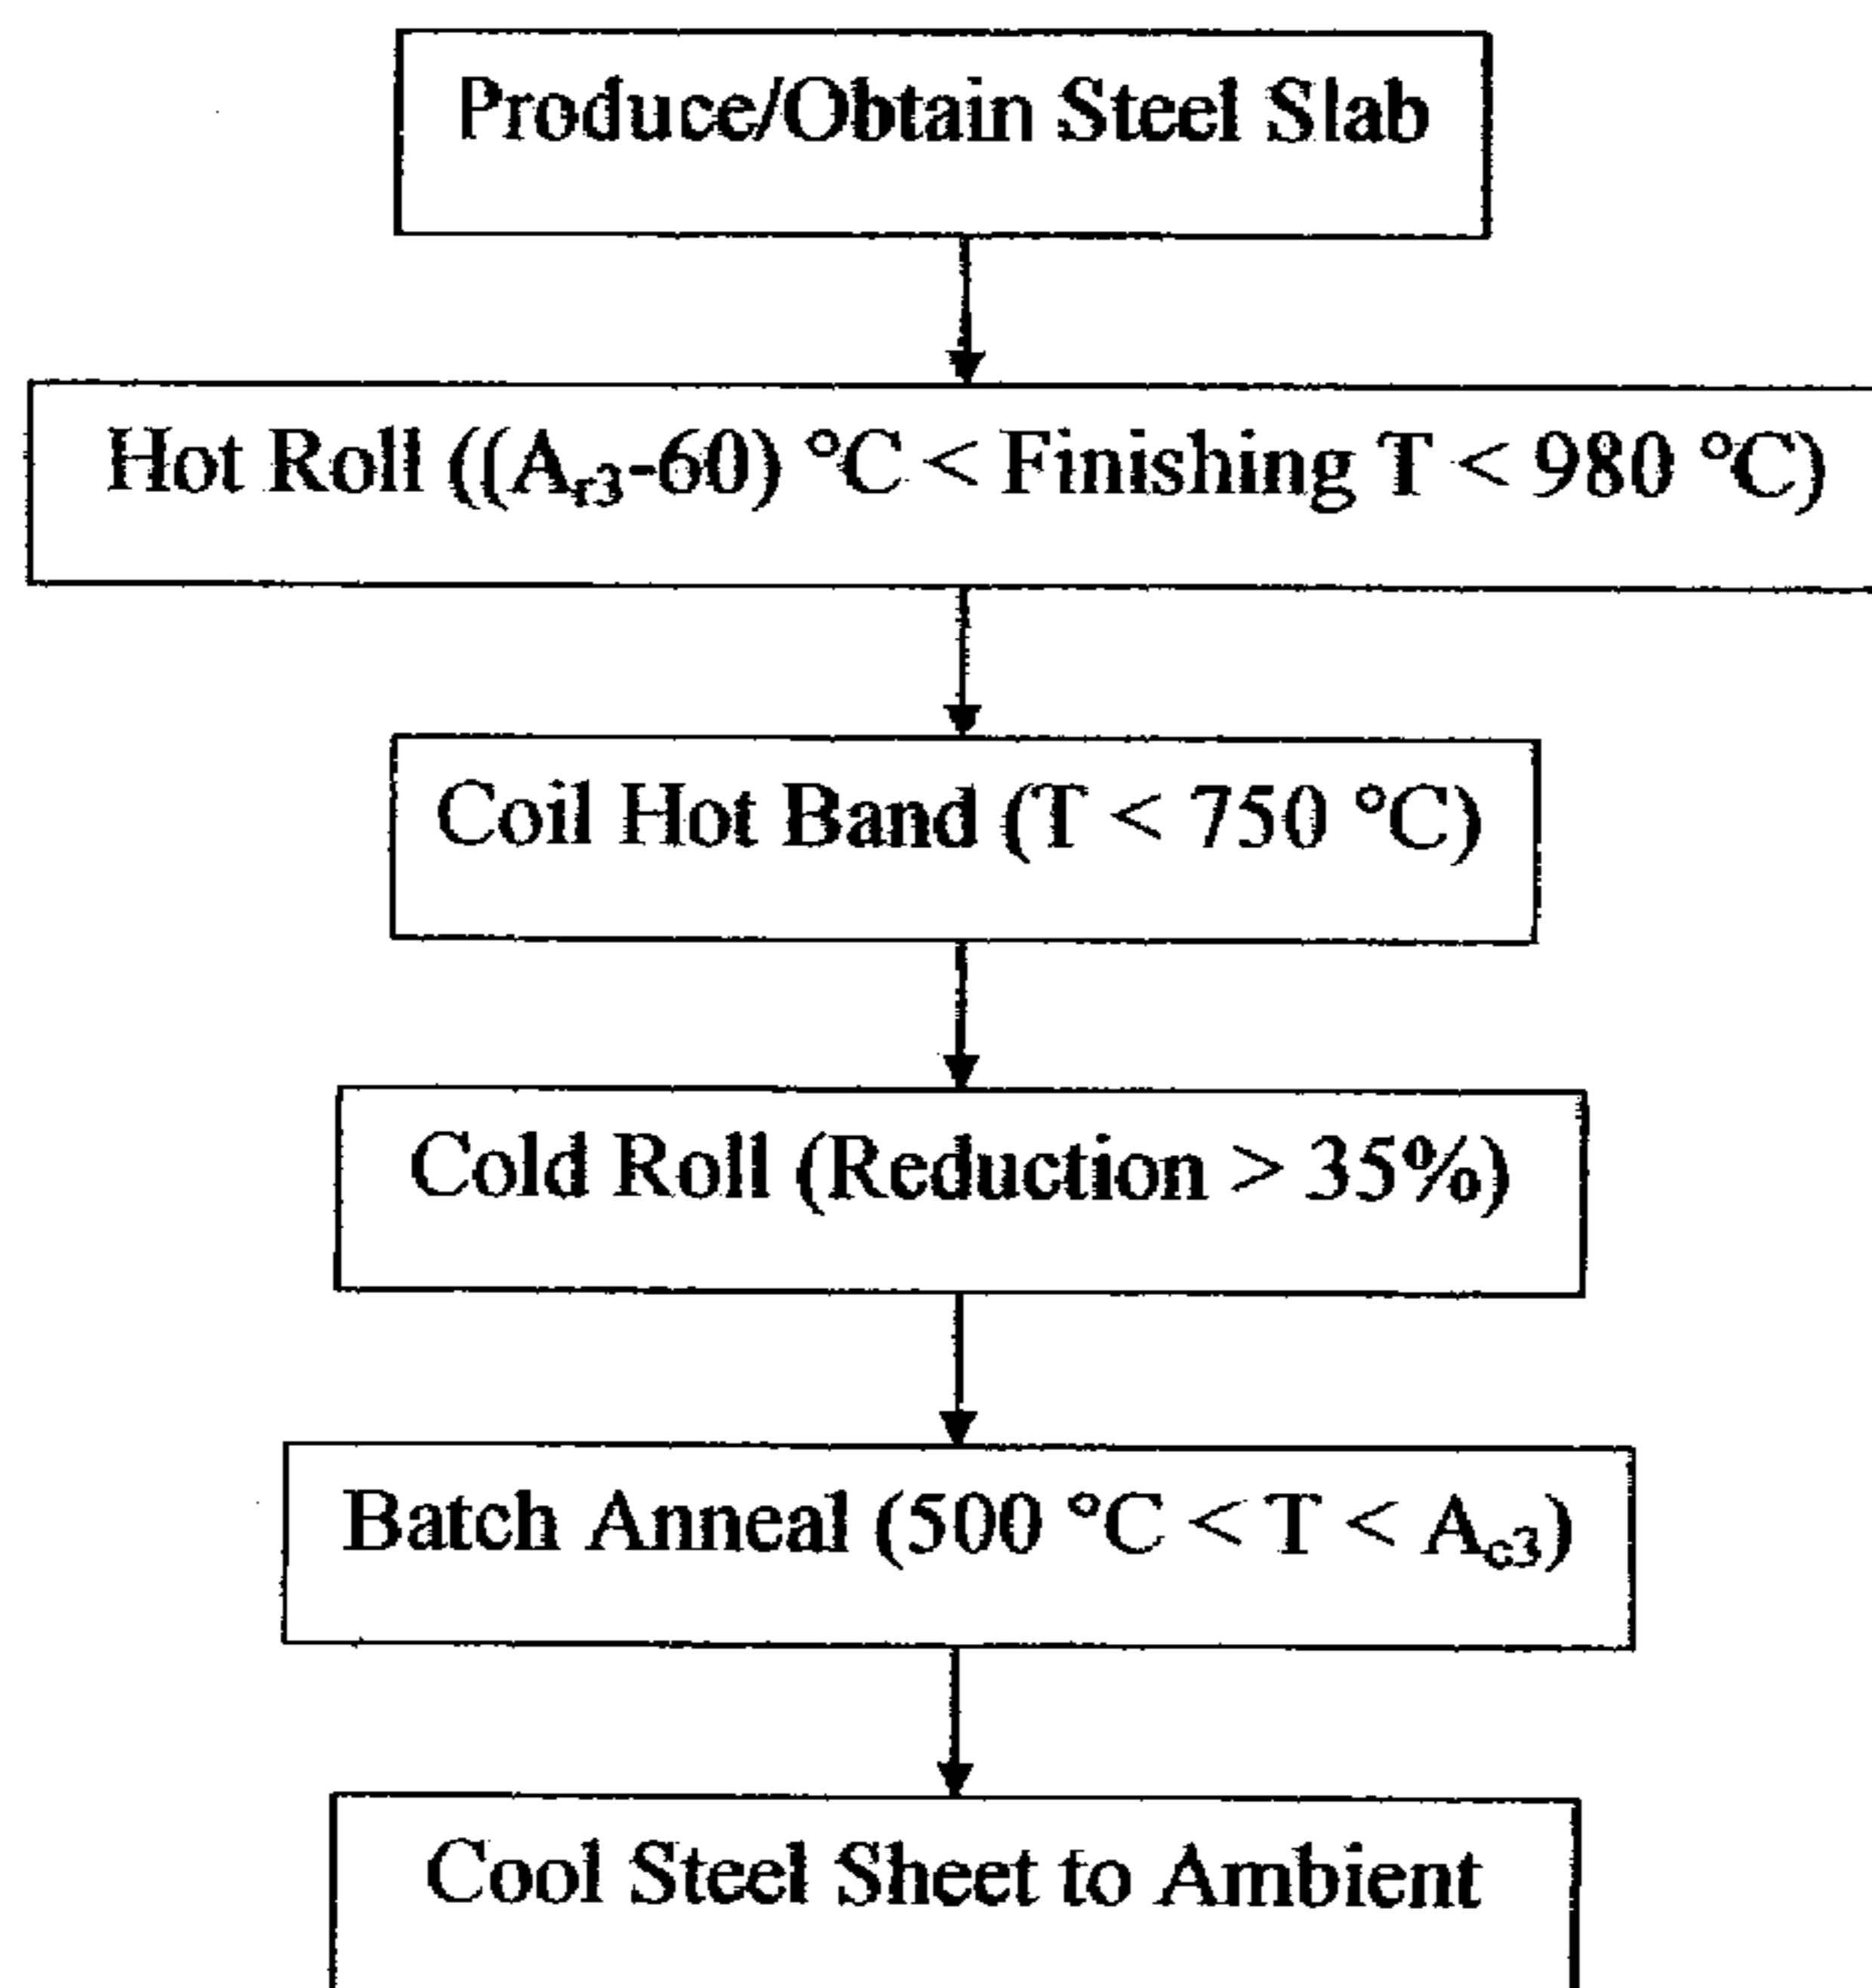 Produce/Obtain Steel Slab
Hot Roll ((Ar3-60) °C < Finishing T < 980 °C)
Coil Hot Band (T < 750 °C)
Cold Roll (Reduction > 35%)
Batch Anneal (500 °C < T < Ac3)
Cool Steel Sheet to Ambient